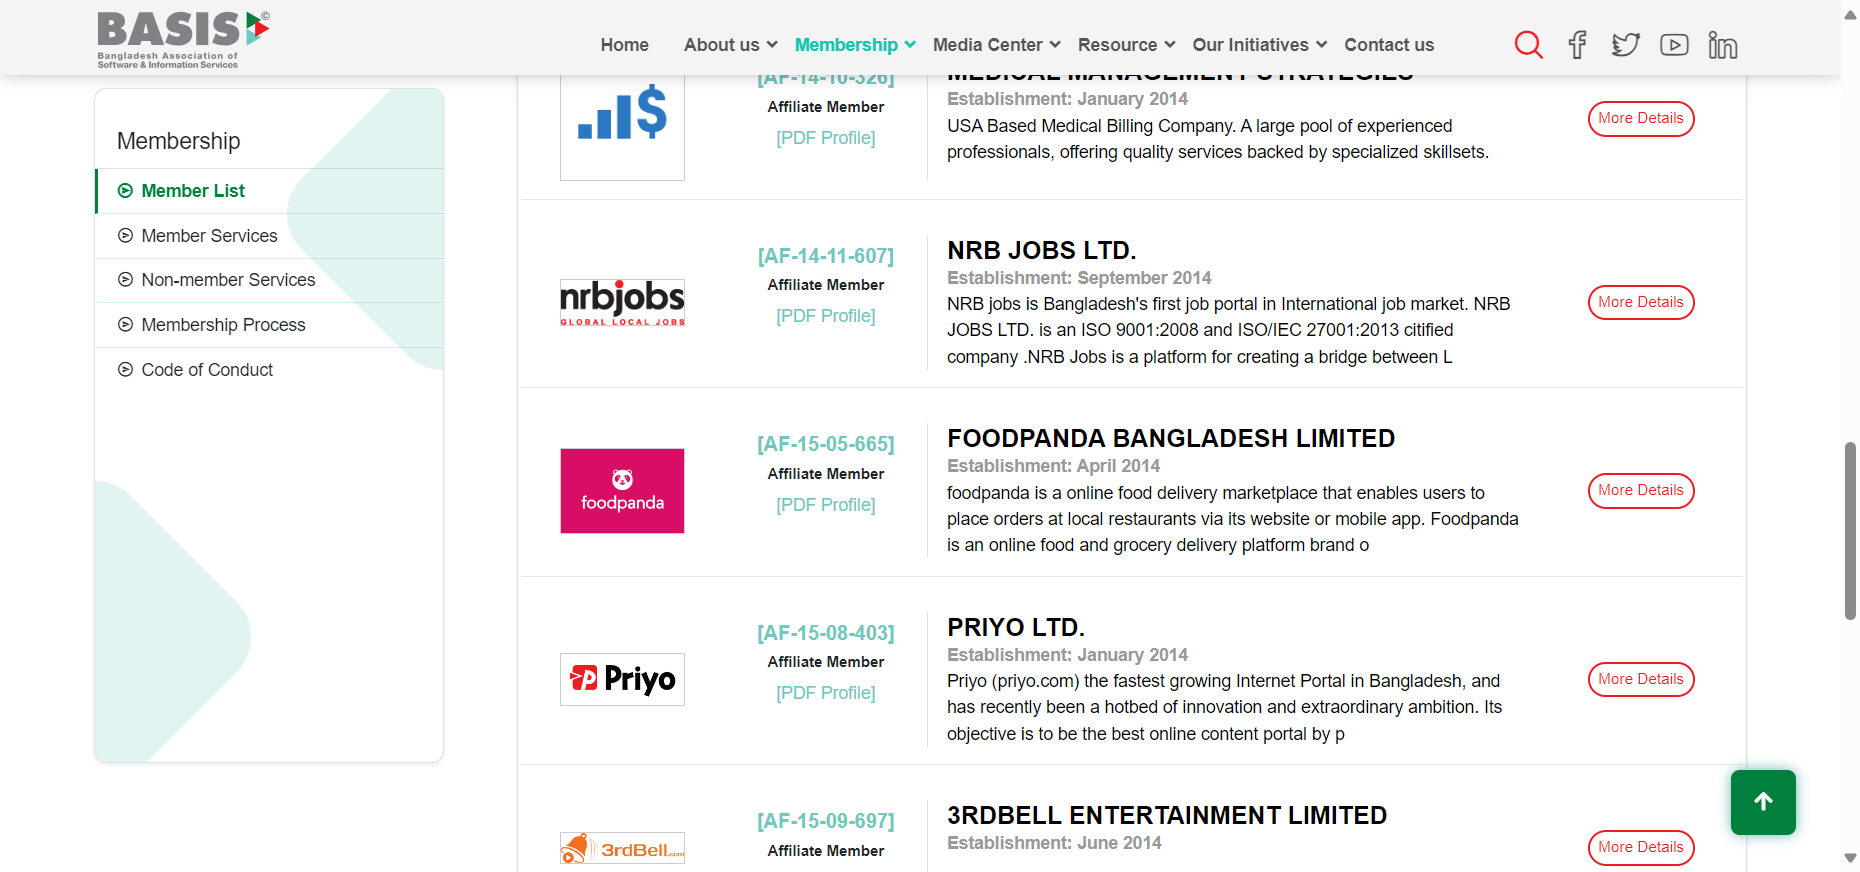 BASIS
©
Bangladesh Association of
Software & Information Services
Home
About us
Membership
Media Center
Resource
Our Initiatives
Contact us
Membership
Member List
Member Services
Non-member Services
Membership Process
Code of Conduct
$
[AF-14-10-326]
Affiliate Member
[PDF Profile]
MEDICAL MANAGEMENT STRATEGIES
Establishment: January 2014
USA Based Medical Billing Company. A large pool of experienced
professionals, offering quality services backed by specialized skillsets.
More Details
nrbjobs
GLOBAL LOCAL JOBS
[AF-14-11-607]
Affiliate Member
[PDF Profile]
NRB JOBS LTD.
Establishment: September 2014
NRB jobs is Bangladesh's first job portal in International job market. NRB
JOBS LTD. is an ISO 9001:2008 and ISO/IEC 27001:2013 citified
company .NRB Jobs is a platform for creating a bridge between L
More Details
foodpanda
[AF-15-05-665]
Affiliate Member
[PDF Profile]
FOODPANDA BANGLADESH LIMITED
Establishment: April 2014
foodpanda is a online food delivery marketplace that enables users to
place orders at local restaurants via its website or mobile app. Foodpanda
is an online food and grocery delivery platform brand o
More Details
Priyo
[AF-15-08-403]
Affiliate Member
[PDF Profile]
PRIYO LTD.
Establishment: January 2014
Priyo (priyo.com) the fastest growing Internet Portal in Bangladesh, and
has recently been a hotbed of innovation and extraordinary ambition. Its
objective is to be the best online content portal by p
More Details
3rdBell.com
[AF-15-09-697]
Affiliate Member
3RDBELL ENTERTAINMENT LIMITED
Establishment: June 2014
More Details